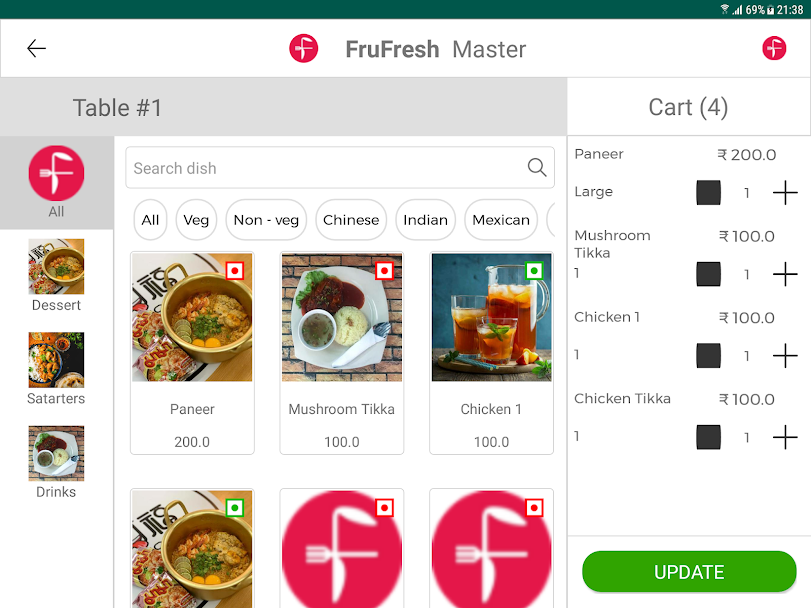 69% 21:38
FruFresh Master
Table #1
Cart (4)
All
Dessert
Satarters
Drinks
Search dish
All
Veg
Non - veg
Chinese
Indian
Mexican
Paneer
200.0
Mushroom Tikka
100.0
Chicken 1
100.0
Paneer
₹ 200.0
Large
1
Mushroom
Tikka
₹ 100.0
1
1
Chicken 1
₹ 100.0
1
1
Chicken Tikka
₹ 100.0
1
1
UPDATE